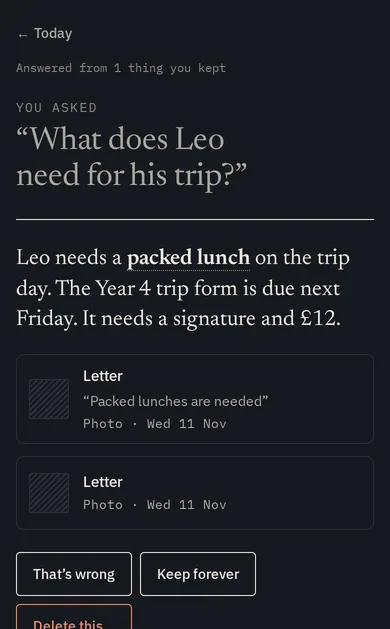 ← Today
Answered from 1 thing you kept
YOU ASKED
“What does Leo
need for his trip?”
Leo needs a packed lunch on the trip
day. The Year 4 trip form is due next
Friday. It needs a signature and £12.
Letter
“Packed lunches are needed”
Photo · Wed 11 Nov
Letter
Photo · Wed 11 Nov
That’s wrong
Keep forever
Delete this